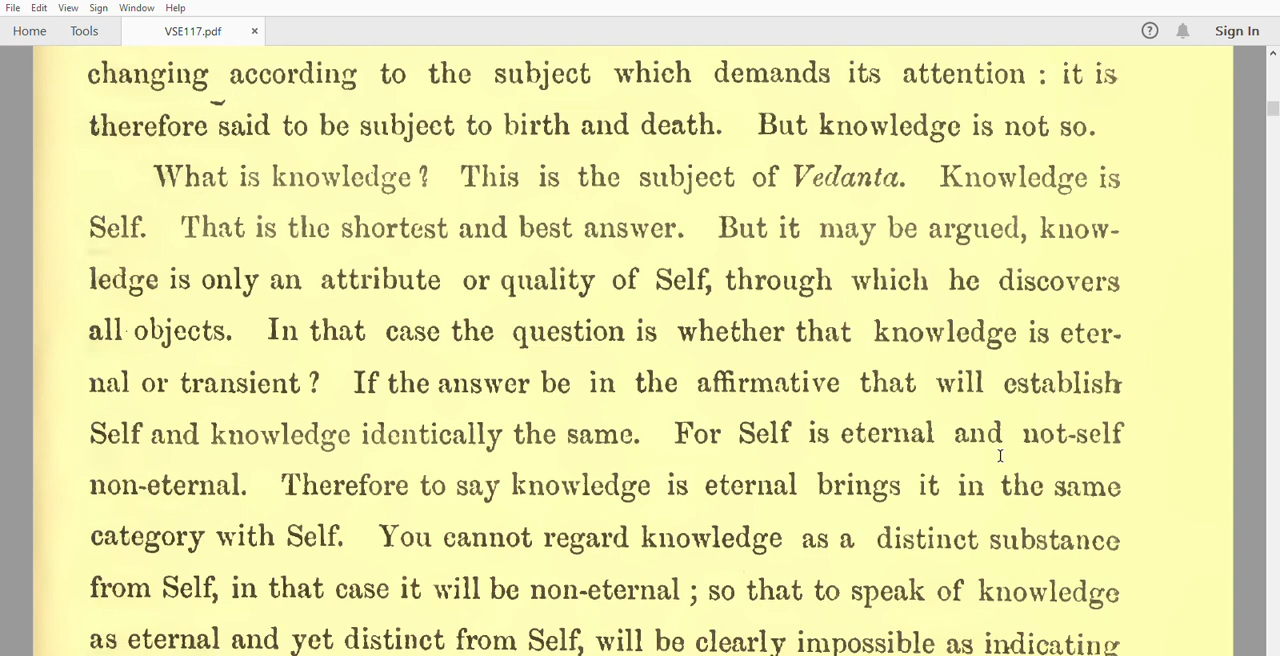 File Edit View Sign Window Help
Home Tools VSE117.pdf × ? Sign In
changing according to the subject which demands its attention : it is
therefore said to be subject to birth and death. But knowledge is not so.
What is knowledge ? This is the subject of Vedanta. Knowledge is
Self. That is the shortest and best answer. But it may be argued, know-
ledge is only an attribute or quality of Self, through which he discovers
all objects. In that case the question is whether that knowledge is eter-
nal or transient ? If the answer be in the affirmative that will establish
Self and knowledge identically the same. For Self is eternal and not-self
non-eternal. Therefore to say knowledge is eternal brings it in the same
category with Self. You cannot regard knowledge as a distinct substance
from Self, in that case it will be non-eternal ; so that to speak of knowledge
as eternal and yet distinct from Self, will be clearly impossible as indicating